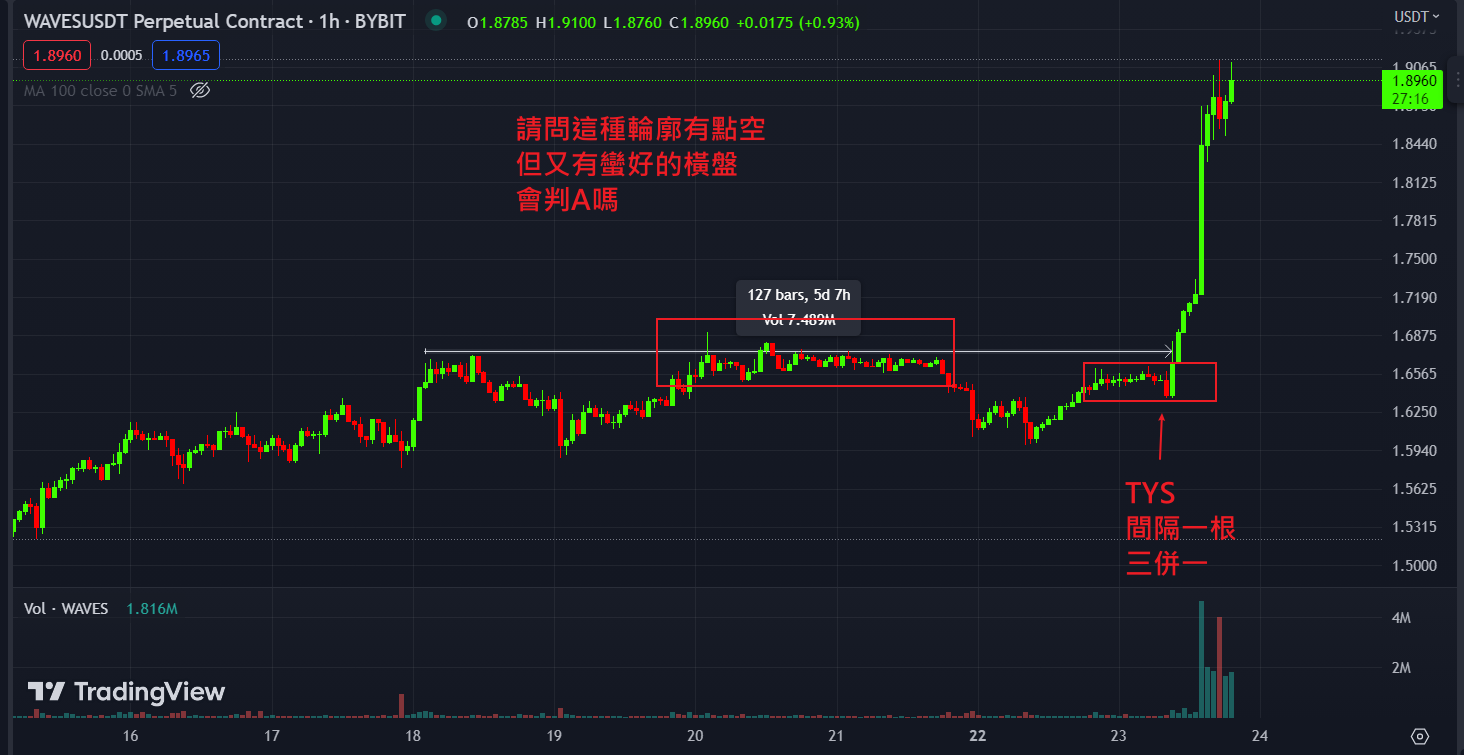 WAVESUSDT Perpetual Contract · 1h · BYBIT
O1.8785 H1.9100 L1.8760 C1.8960 +0.0175 (+0.93%)
USDT
1.8960 0.0005 1.8965
MA 100 close 0 SMA 5
1.9065
1.8960
27:16
請問這種輪廓有點空
但又有蠻好的橫盤
會判A嗎
1.8440
1.8125
1.7815
1.7500
1.7190
1.6875
1.6565
1.6250
1.5940
1.5625
1.5315
1.5000
127 bars, 5d 7h
Vol 7.489M
TYS
間隔一根
三併一
Vol · WAVES 1.816M
4M
2M
TradingView
16 17 18 19 20 21 22 23 24